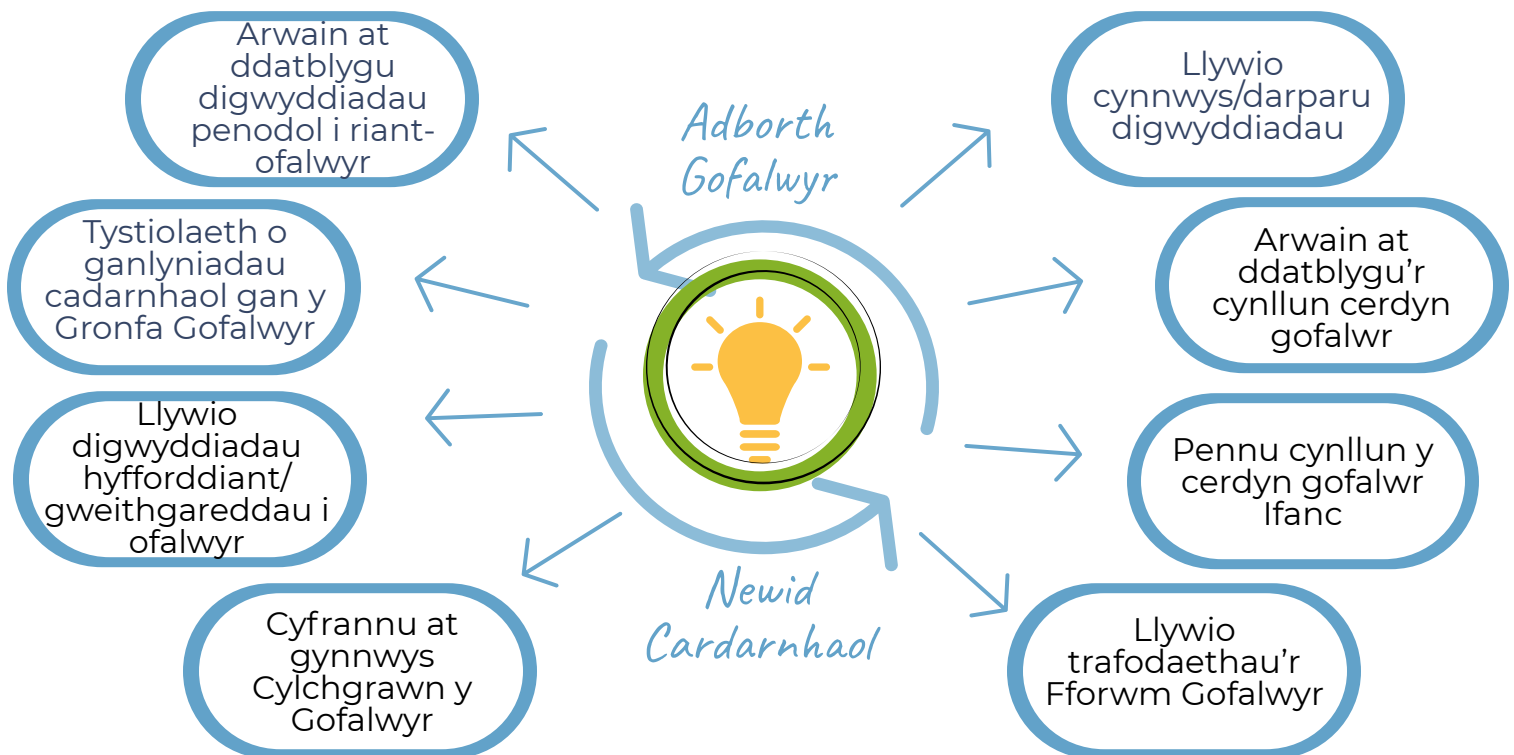 Arwain at
ddatblygu
digwyddiadau
penodol i riant-
ofalwyr
Tystiolaeth o
ganlyniadau
cadarnhaol gan y
Gronfa Gofalwyr
Llywio
digwyddiadau
hyfforddiant/
gweithgareddau i
ofalwyr
Cyfrannu at
gynnwys
Cylchgrawn y
Gofalwyr
Adborth
Gofalwyr
Newid
Cardarnhaol
Llywio
cynnwys/darparu
digwyddiadau
Arwain at
ddatblygu’r
cynllun cerdyn
gofalwr
Pennu cynllun y
cerdyn gofalwr
Ifanc
Llywio
trafodaethau’r
Fforwm Gofalwyr